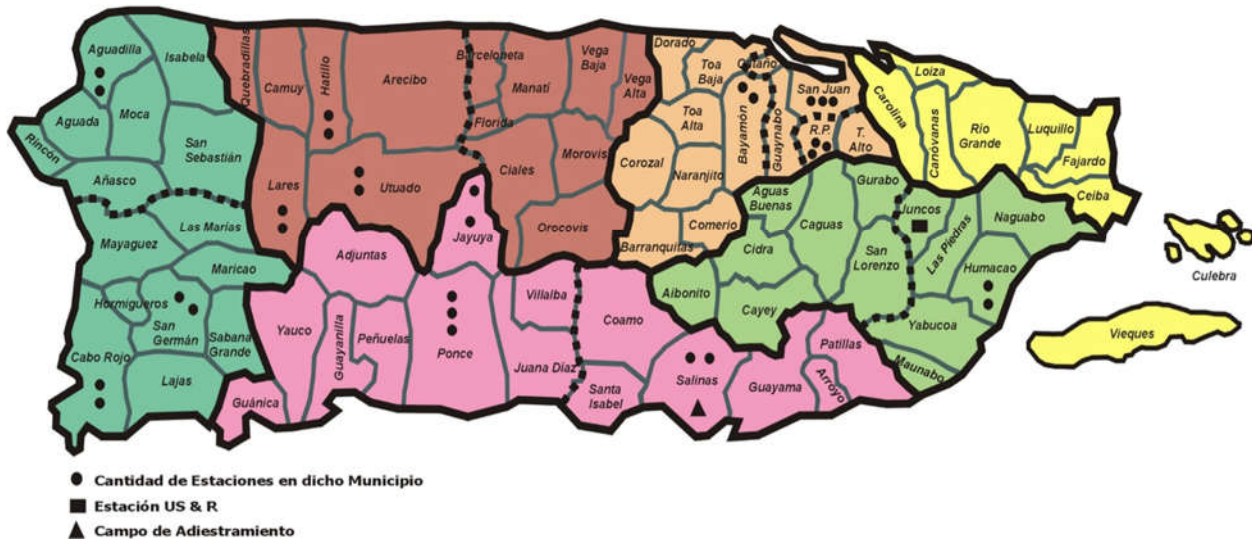 Aguadilla
Isabela
Moca
Aguada
Rincón
San
Sebastián
Añasco
Las Marías
Mayaguez
Maricao
Hormigueros
San
Germán
Sabana
Grande
Cabo Rojo
Lajas
Quebradillas
Camuy
Hatillo
Arecibo
Barceloneta
Manatí
Vega
Baja
Vega
Alta
Florida
Ciales
Morovis
Lares
Utuado
Orocovis
Jayuya
Adjuntas
Yauco
Guayanilla
Peñuelas
Ponce
Villalba
Juana Díaz
Guánica
Coamo
Santa
Isabel
Salinas
Guayama
Patillas
Arroyo
Dorado
Toa
Baja
Cataño
San Juan
Toa
Alta
Bayamón
Guaynabo
R.P.
T.
Alto
Corozal
Naranjito
Comerío
Barranquitas
Aguas
Buenas
Gurabo
Caguas
Cidra
San
Lorenzo
Aibonito
Cayey
Juncos
Las Piedras
Naguabo
Humacao
Yabucoa
Maunabo
Carolina
Loiza
Canóvanas
Río
Grande
Luquillo
Fajardo
Ceiba
Culebra
Vieques
Cantidad de Estaciones en dicho Municipio
Estación US & R
Campo de Adiestramiento